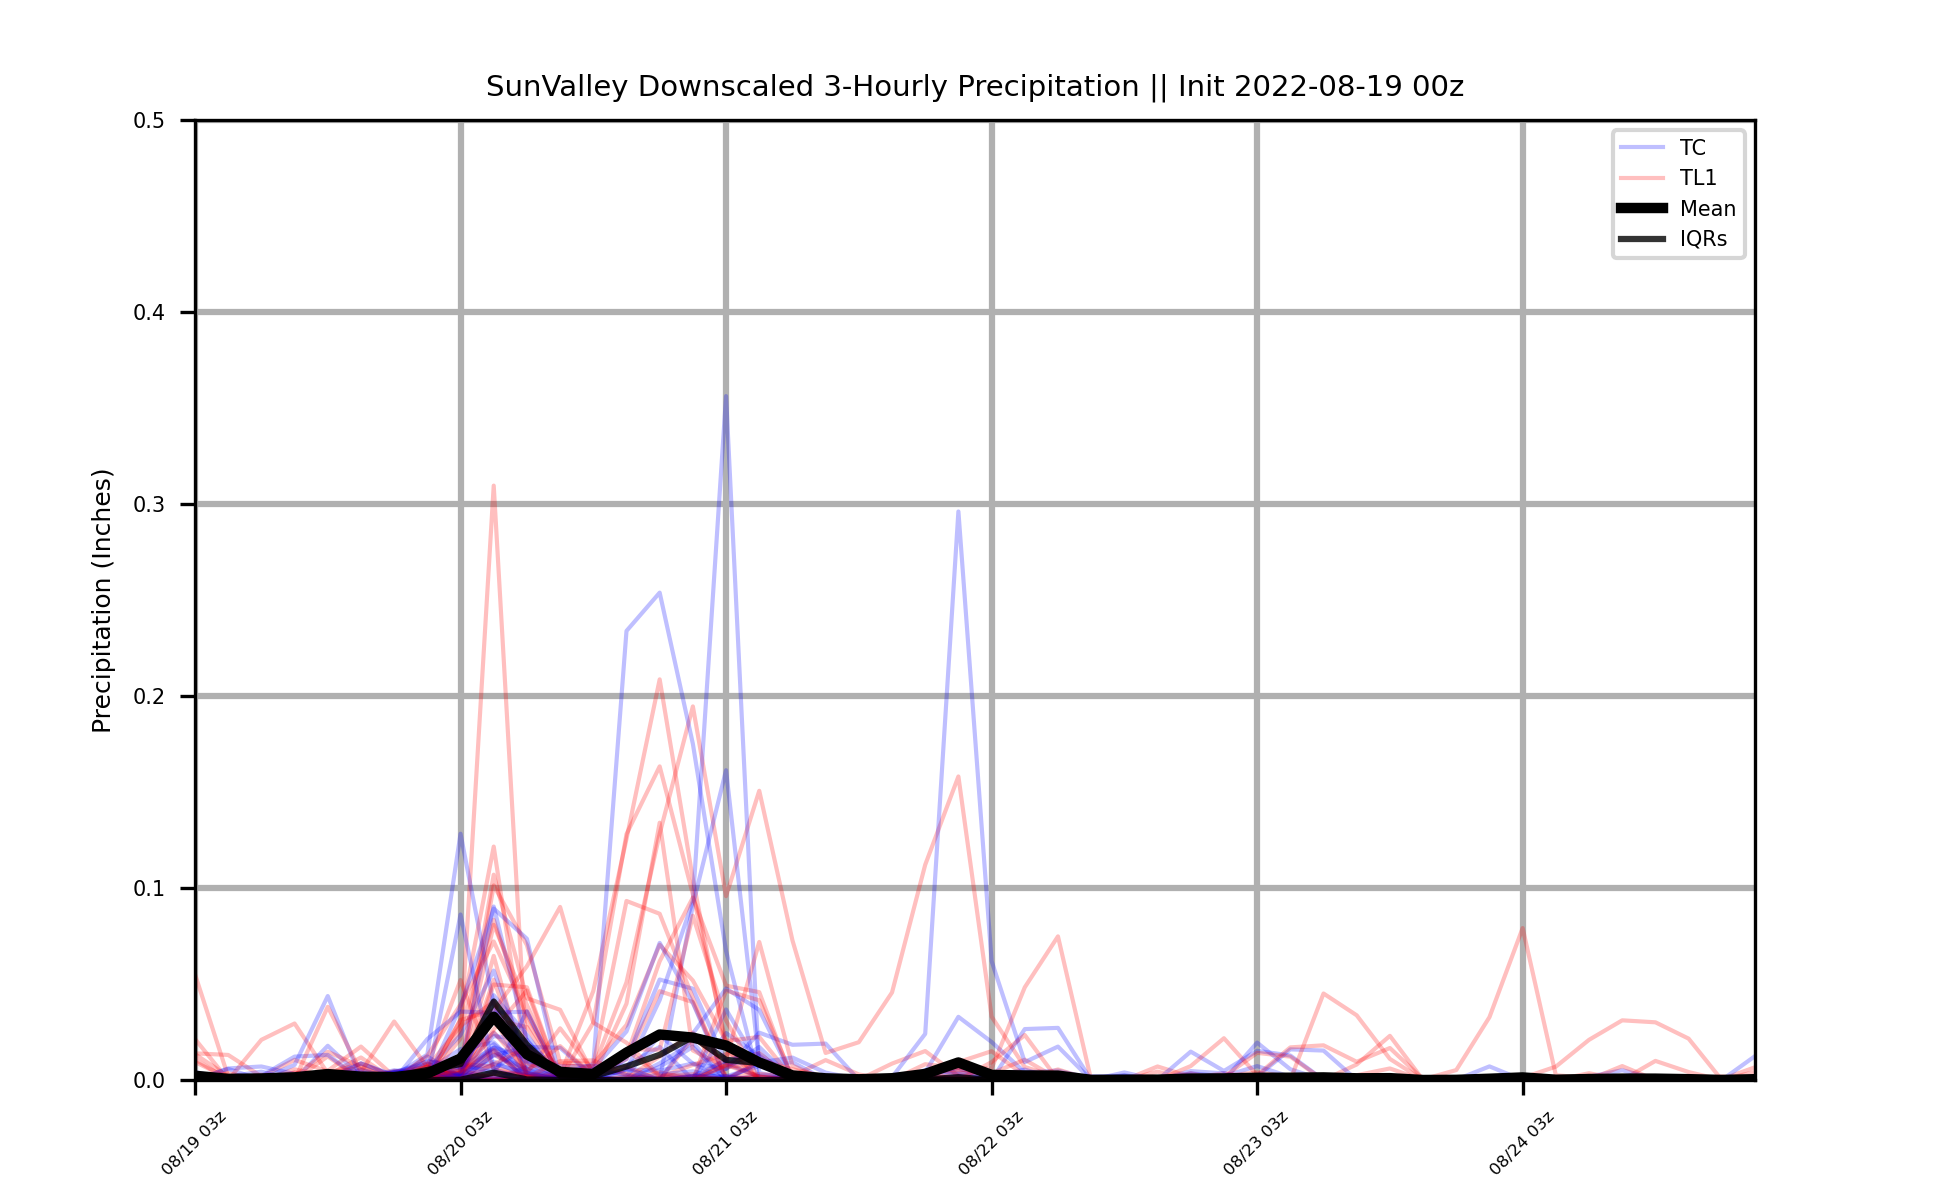 SunValley Downscaled 3-Hourly Precipitation || Init 2022-08-19 00z
Precipitation (Inches)
0.5
0.4
0.3
0.2
0.1
0.0
TC
TL1
Mean
IQRs
08/19 03z
08/20 03z
08/21 03z
08/22 03z
08/23 03z
08/24 03z